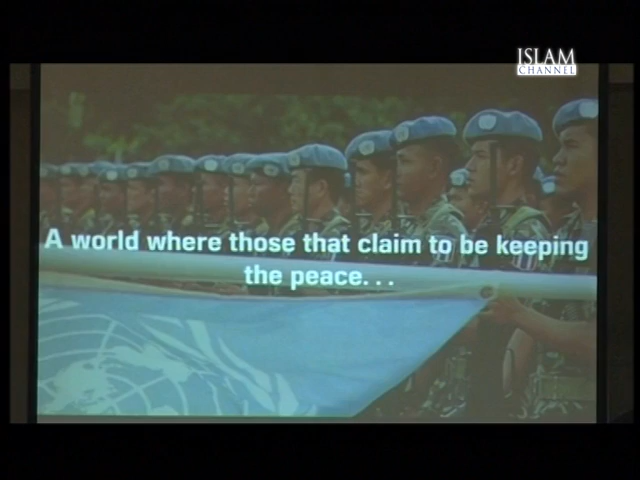 ISLAM
CHANNEL
A world where those that claim to be keeping
the peace...